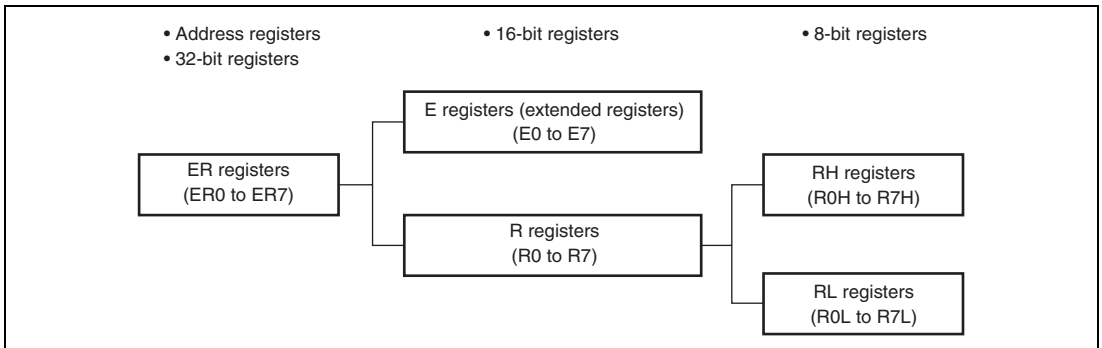 • Address registers
• 32-bit registers
• 16-bit registers
• 8-bit registers
E registers (extended registers)
(E0 to E7)
ER registers
(ER0 to ER7)
RH registers
(R0H to R7H)
R registers
(R0 to R7)
RL registers
(R0L to R7L)